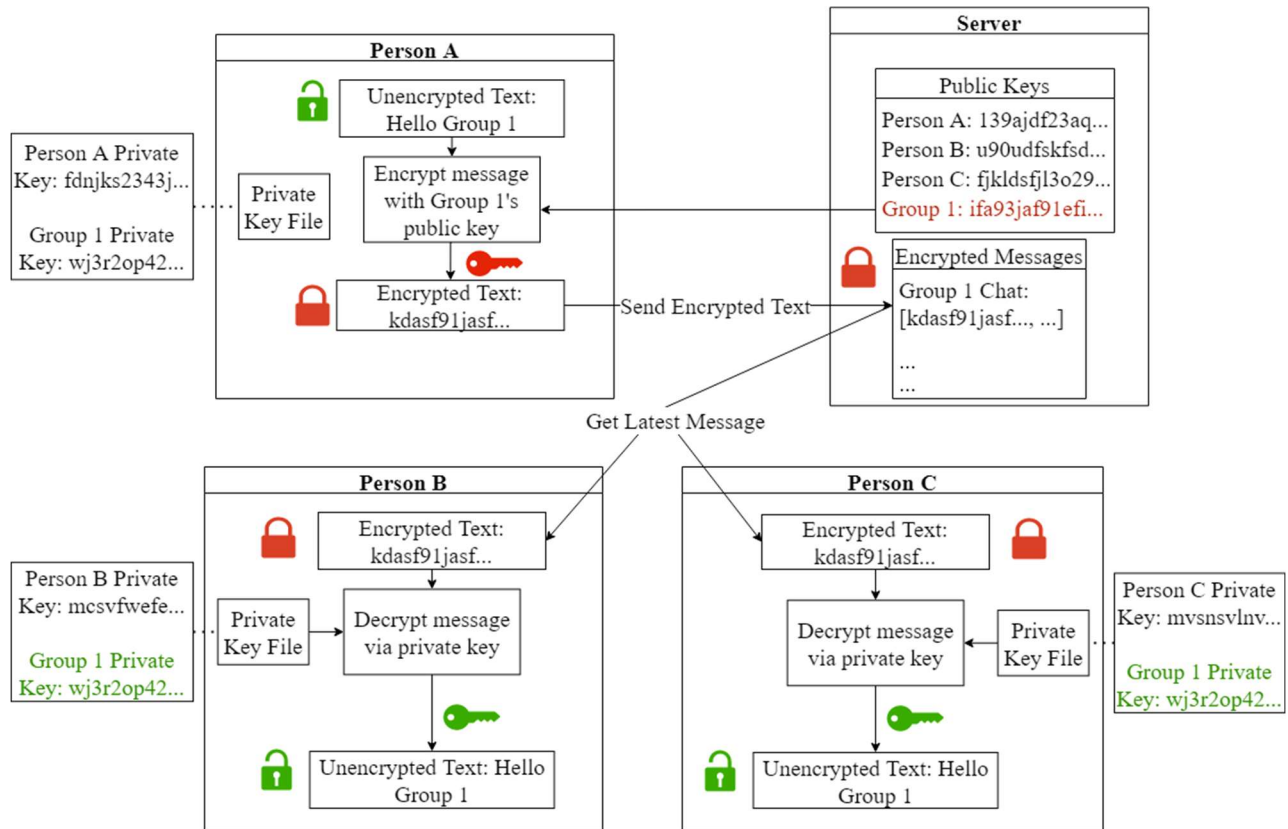 Person A
Unencrypted Text:
Hello Group 1
Encrypt message
with Group 1's
public key
Encrypted Text:
kdasf91jasf...
Private
Key File
Person A Private
Key: fdnjks2343j...
Group 1 Private
Key: wj3r2op42...
Send Encrypted Text
Server
Public Keys
Person A: 139ajdf23aq...
Person B: u90udfskfsd...
Person C: fjkldsfjl3o29...
Group 1: ifa93jaf91efi...
Encrypted Messages
Group 1 Chat:
[kdasf91jasf..., ...]
...
...
Get Latest Message
Person B
Encrypted Text:
kdasf91jasf...
Decrypt message
via private key
Private
Key File
Person B Private
Key: mcsvfwefe...
Group 1 Private
Key: wj3r2op42...
Unencrypted Text: Hello
Group 1
Person C
Encrypted Text:
kdasf91jasf...
Decrypt message
via private key
Private
Key File
Person C Private
Key: mvsnsvlnv...
Group 1 Private
Key: wj3r2op42...
Unencrypted Text: Hello
Group 1